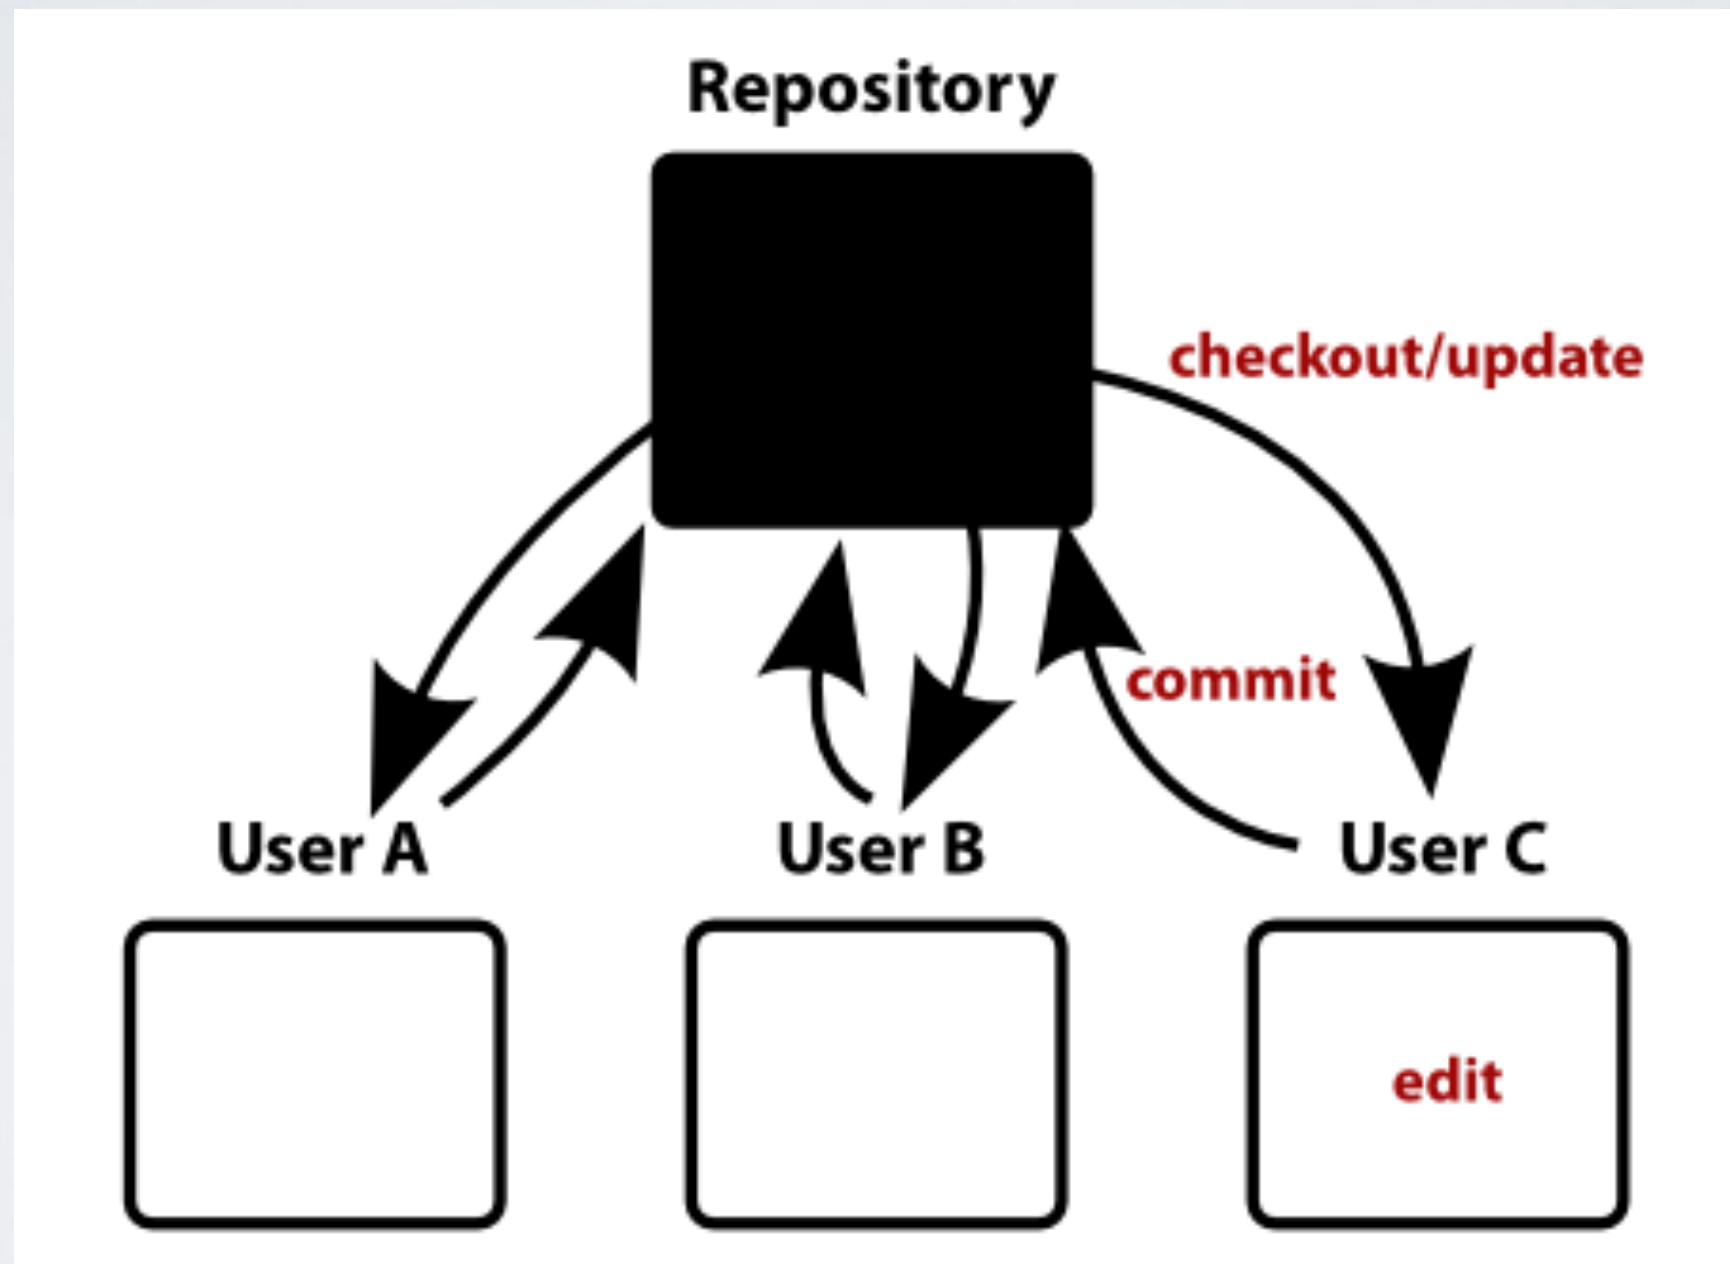 Repository
checkout/update
commit
User A
User B
User C
edit